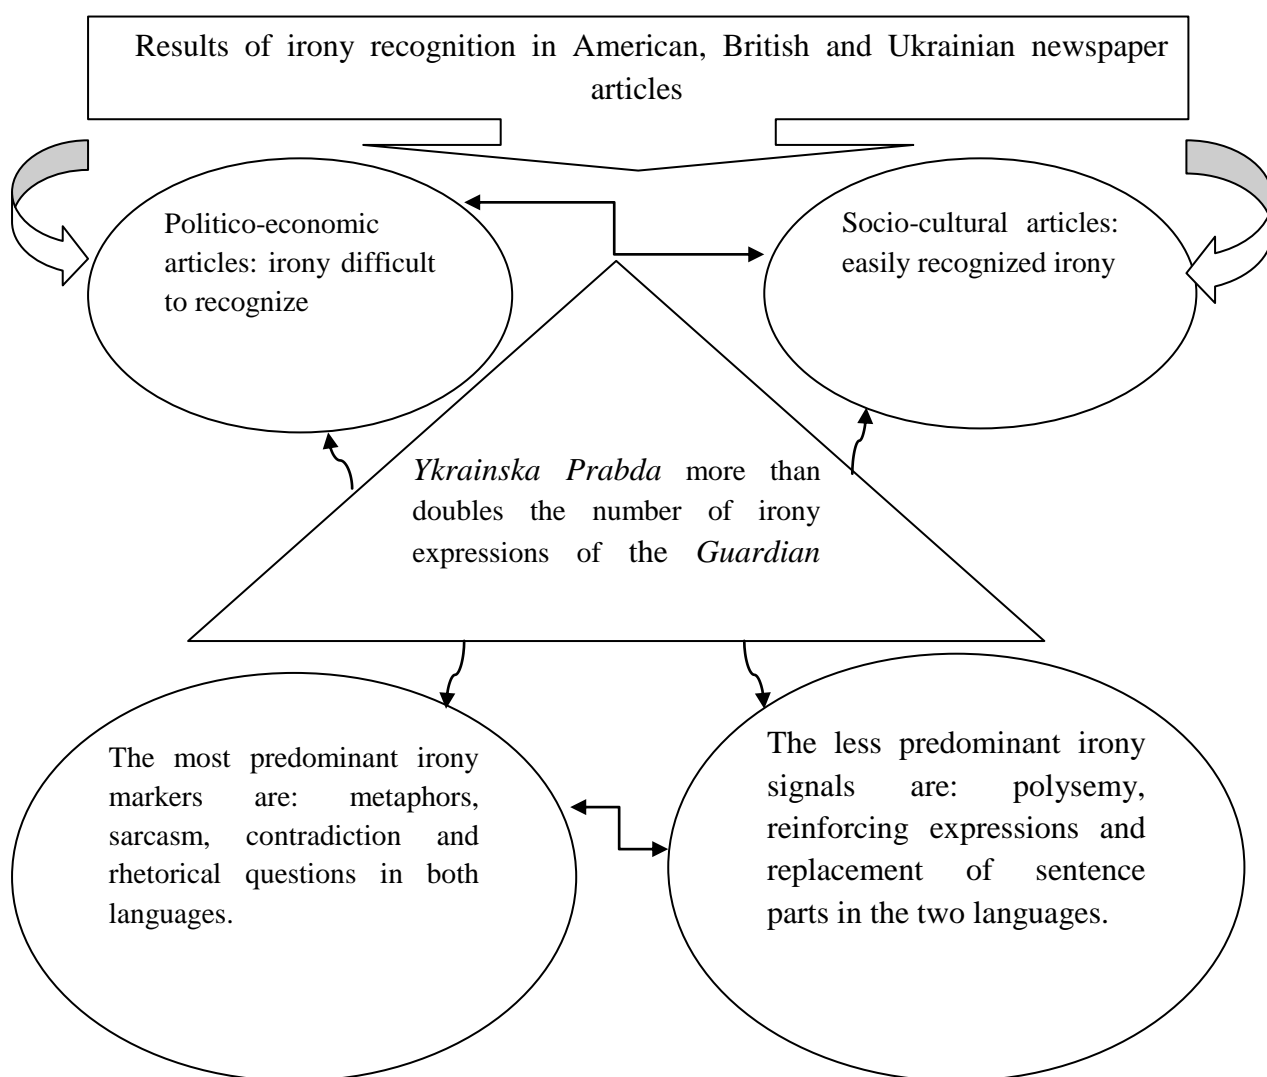 Results of irony recognition in American, British and Ukrainian newspaper
articles
Politico-economic
articles: irony difficult
to recognize
Socio-cultural articles:
easily recognized irony
Ykrainska Prabda more than
doubles the number of irony
expressions of the Guardian
The most predominant irony
markers are: metaphors,
sarcasm, contradiction and
rhetorical questions in both
languages.
The less predominant irony
signals are: polysemy,
reinforcing expressions and
replacement of sentence
parts in the two languages.